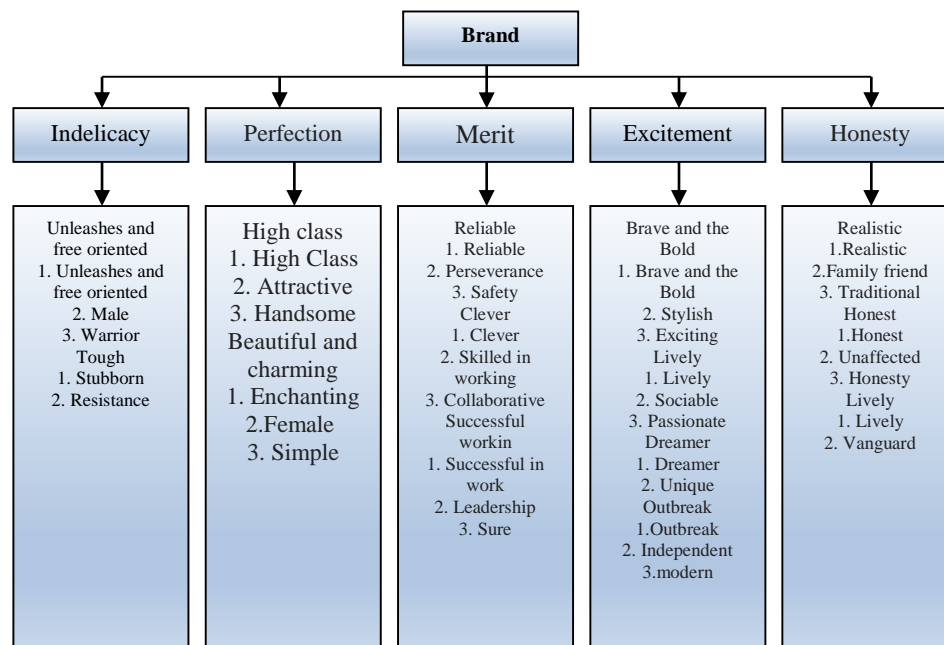 Brand
Indelicacy
Perfection
Merit
Excitement
Honesty
Unleashes and
free oriented
1. Unleashes and
free oriented
2. Male
3. Warrior
Tough
1. Stubborn
2. Resistance
High class
1. High Class
2. Attractive
3. Handsome
Beautiful and
charming
1. Enchanting
2.Female
3. Simple
Reliable
1. Reliable
2. Perseverance
3. Safety
Clever
1. Clever
2. Skilled in
working
3. Collaborative
Successful
workin
1. Successful in
work
2. Leadership
3. Sure
Brave and the
Bold
1. Brave and the
Bold
2. Stylish
3. Exciting
Lively
1. Lively
2. Sociable
3. Passionate
Dreamer
1. Dreamer
2. Unique
Outbreak
1.Outbreak
2. Independent
3.modern
Realistic
1.Realistic
2.Family friend
3. Traditional
Honest
1.Honest
2. Unaffected
3. Honesty
Lively
1. Lively
2. Vanguard